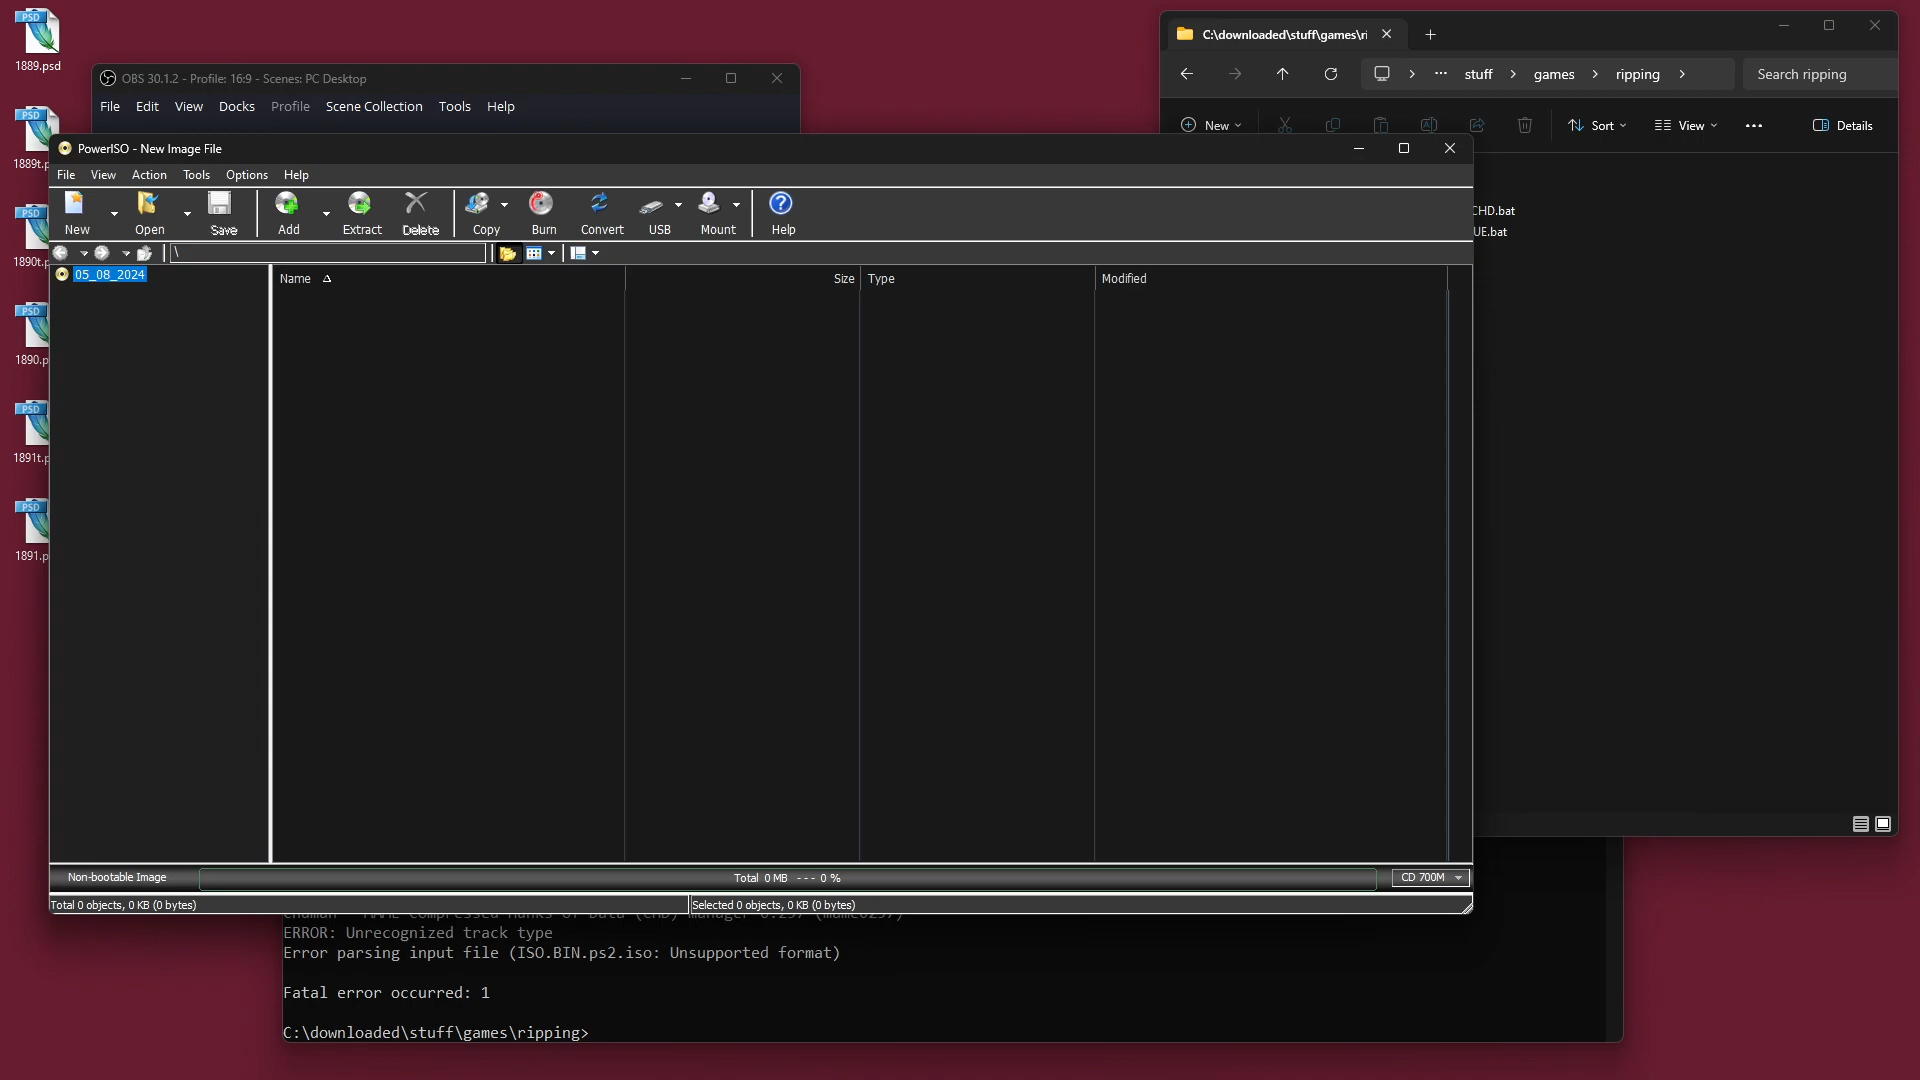 PSD
1889.psd
PSD
1889t.p
PSD
1890t.p
PSD
1890.p
PSD
1891t.p
PSD
1891.p
OBS 30.1.2 - Profile: 16:9 - Scenes: PC Desktop
File Edit View Docks Profile Scene Collection Tools Help
C:\downloaded\stuff\games\ri
stuff games ripping
Search ripping
New
Sort
View
Details
CHD.bat
UE.bat
PowerISO - New Image File
File View Action Tools Options Help
New Open Save Add Extract Delete Copy Burn Convert USB Mount Help
\
05_08_2024
Name Size Type Modified
Non-bootable Image
Total 0 MB --- 0 %
CD 700M
Total 0 objects, 0 KB (0 bytes)
Selected 0 objects, 0 KB (0 bytes)
ERROR: Unrecognized track type
Error parsing input file (ISO.BIN.ps2.iso: Unsupported format)
Fatal error occurred: 1
C:\downloaded\stuff\games\ripping>